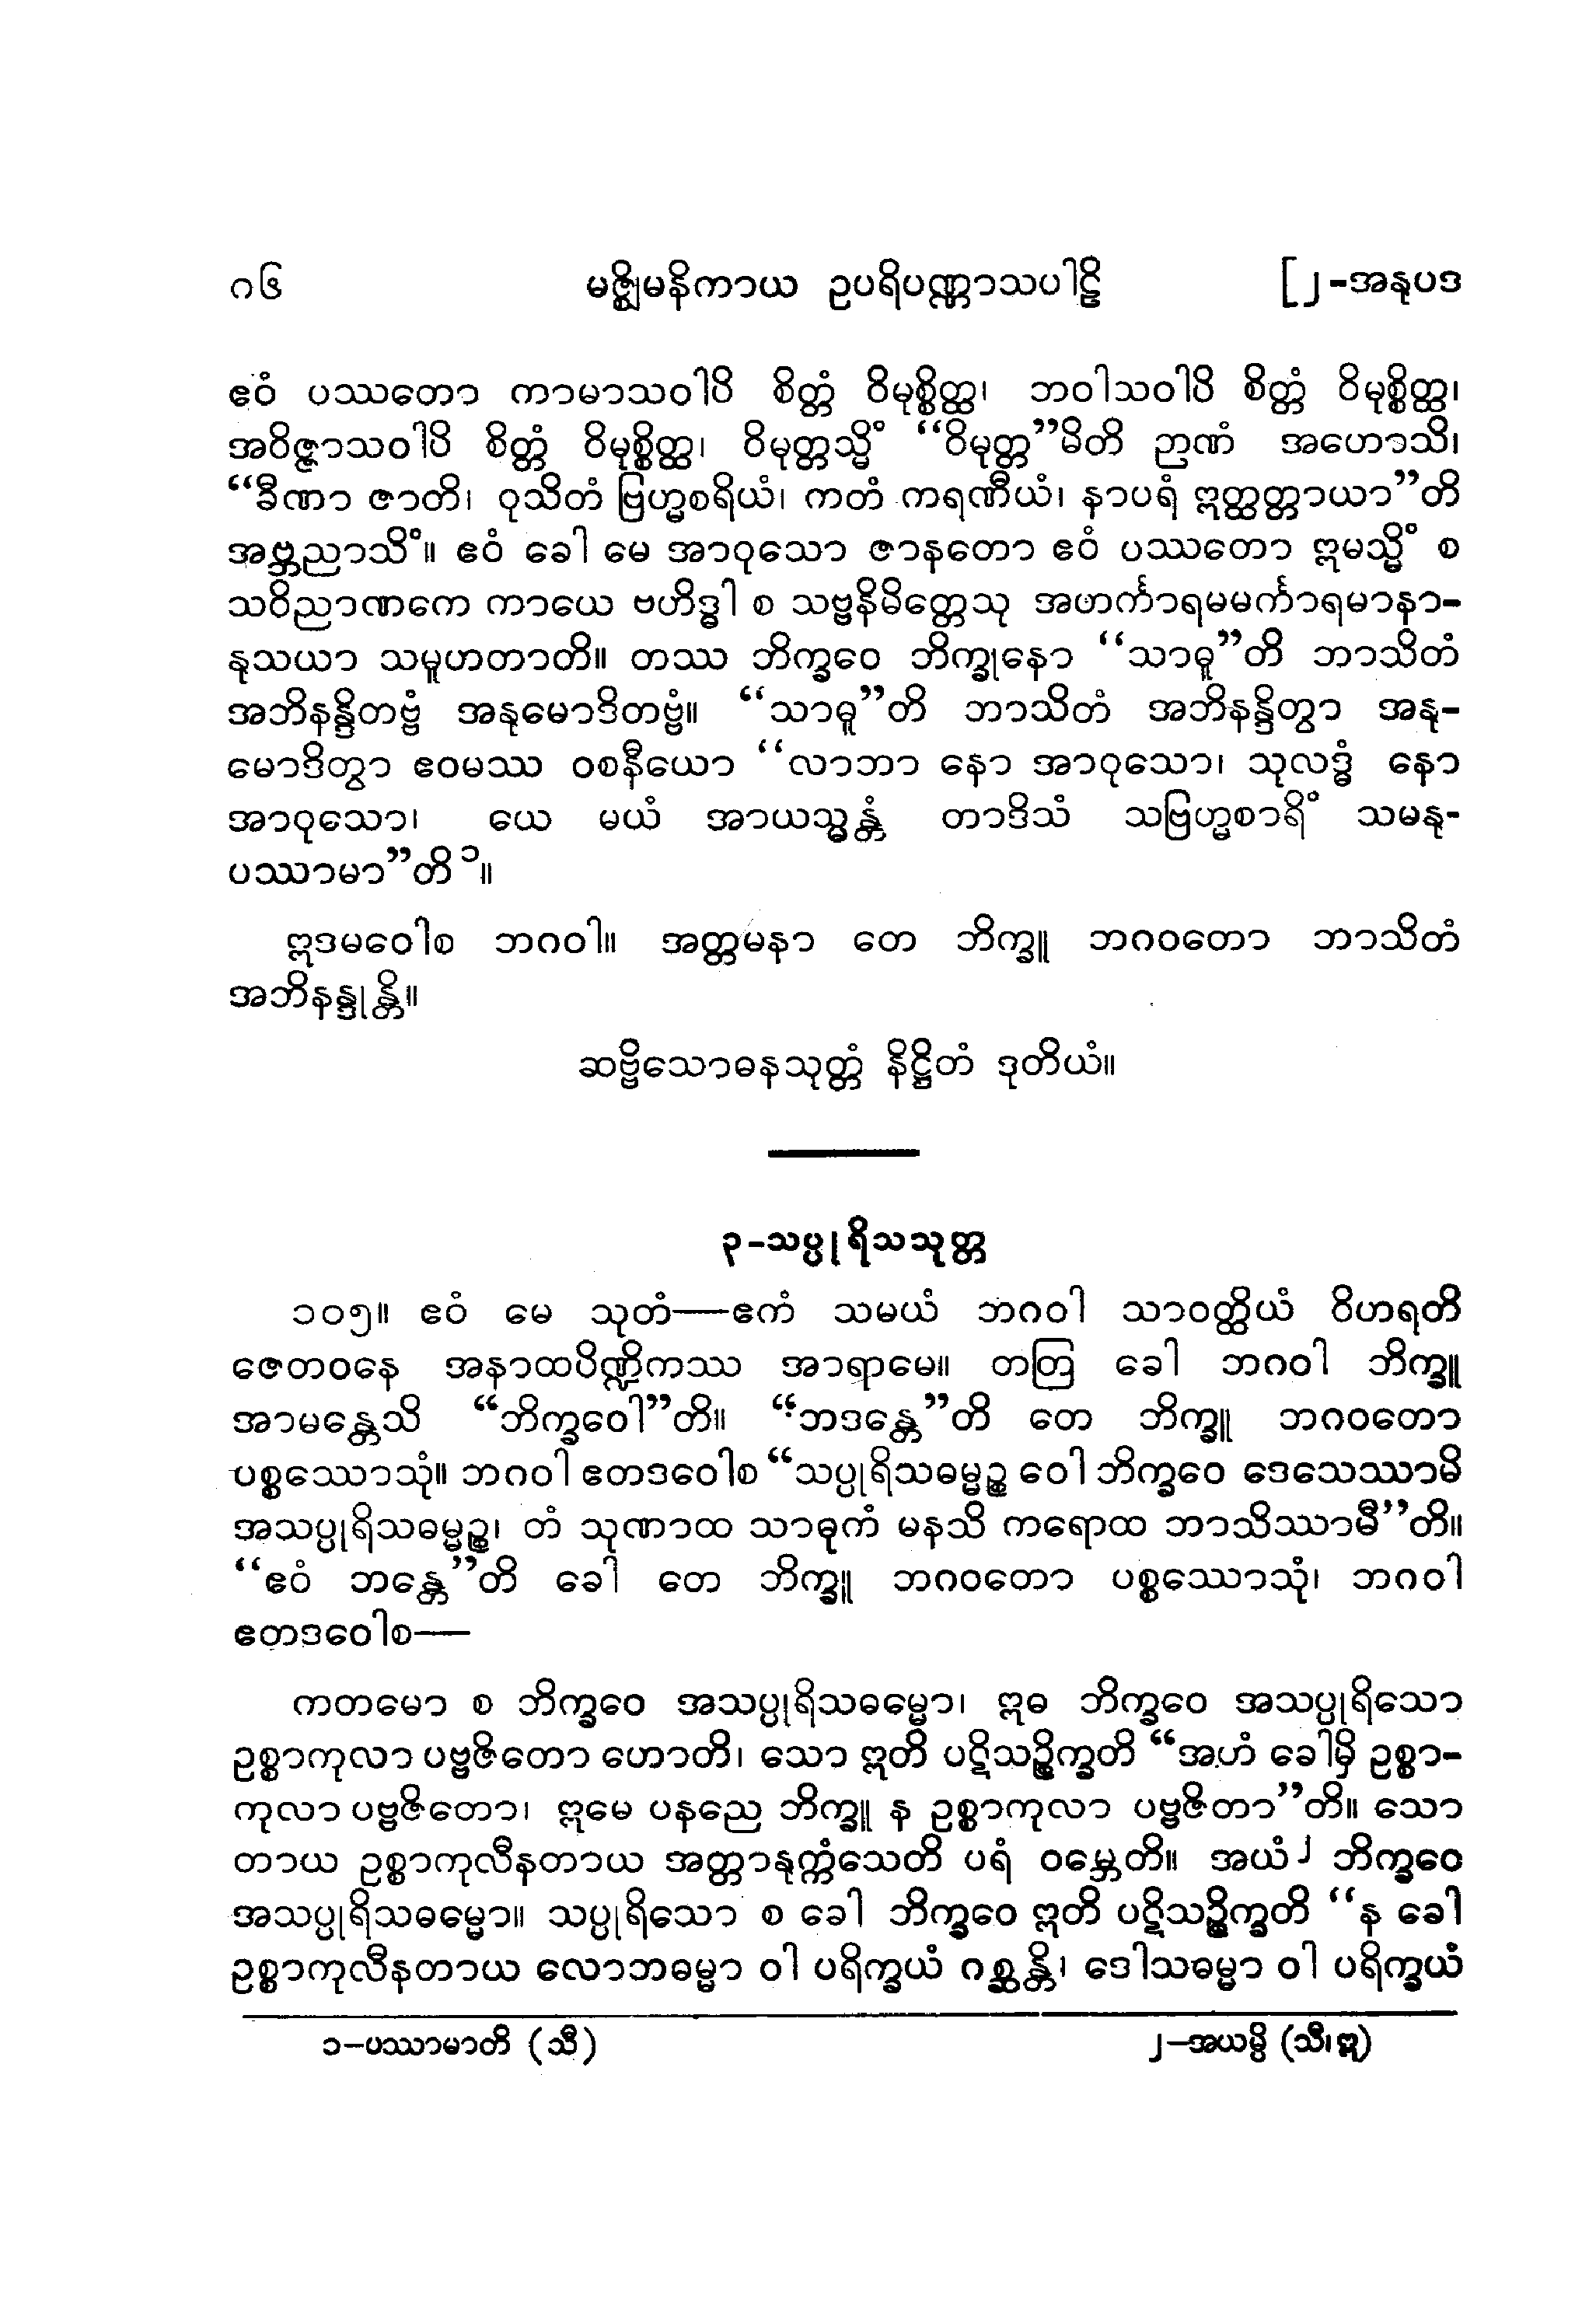 ၈၆ မဇ္ဈိမနိကာယ ဥပရိပဏ္ဏာသပါဠိ [၂-အနုပဒ
ဧဝံ ပဿတော ကာမာသဝါပိ စိတ္တံ ဝိမုစ္စိတ္ထ၊ ဘဝါသဝါပိ စိတ္တံ ဝိမုစ္စိတ္ထ၊
အဝိဇ္ဇာသဝါပိ စိတ္တံ ဝိမုစ္စိတ္ထ၊ ဝိမုတ္တသ္မိံ “ဝိမုတ္တ”မိတိ ဉာဏံ အဟောသိ၊
“ခီဏာ ဇာတိ၊ ဝုသိတံ ဗြဟ္မစရိယံ၊ ကတံ ကရဏီယံ၊ နာပရံ ဣတ္ထတ္တာယာ”တိ
အဗ္ဘညာသိံ။ ဧဝံ ခေါ မေ အာဝုသော ဇာနတော ဧဝံ ပဿတော ဣမသ္မိံ စ
သဝိညာဏကေ ကာယေ ဗဟိဒ္ဓါ စ သဗ္ဗနိမိတ္တေသု အဟင်္ကာရမမင်္ကာရမာနာ-
နုသယာ သမူဟတာတိ။ တဿ ဘိက္ခဝေ ဘိက္ခုနော “သာဓူ”တိ ဘာသိတံ
အဘိနန္ဒိတဗ္ဗံ အနုမောဒိတဗ္ဗံ။ “သာဓူ”တိ ဘာသိတံ အဘိနန္ဒိတွာ အနု-
မောဒိတွာ ဧဝမဿ ဝစနီယော “လာဘာ နော အာဝုသော၊ သုလဒ္ဓံ နော
အာဝုသော၊ ယေ မယံ အာယသ္မန္တံ တာဒိသံ သဗြဟ္မစာရိံ သမနု-
ပဿာမာ”တိ ၁။
ဣဒမဝေါစ ဘဂဝါ။ အတ္တမနာ တေ ဘိက္ခူ ဘဂဝတော ဘာသိတံ
အဘိနန္ဒုန္တိ။
ဆဗ္ဗိသောဓနသုတ္တံ နိဋ္ဌိတံ ဒုတိယံ။
၃-သပ္ပုရိသသုတ္တ
၁၀၅။ ဧဝံ မေ သုတံ—ဧကံ သမယံ ဘဂဝါ သာဝတ္ထိယံ ဝိဟရတိ
ဇေတဝနေ အနာထပိဏ္ဍိကဿ အာရာမေ။ တတြ ခေါ ဘဂဝါ ဘိက္ခူ
အာမန္တေသိ “ဘိက္ခဝေါ”တိ။ “ဘဒန္တေ”တိ တေ ဘိက္ခူ ဘဂဝတော
ပစ္စဿောသုံ။ ဘဂဝါ ဧတဒဝေါစ “သပ္ပုရိသဓမ္မဉ္စ ဝေါ ဘိက္ခဝေ ဒေသေဿာမိ
အသပ္ပုရိသဓမ္မဉ္စ၊ တံ သုဏာထ သာဓုကံ မနသိ ကရောထ ဘာသိဿာမီ”တိ။
“ဧဝံ ဘန္တေ”တိ ခေါ တေ ဘိက္ခူ ဘဂဝတော ပစ္စဿောသုံ၊ ဘဂဝါ
ဧတဒဝေါစ—
ကတမော စ ဘိက္ခဝေ အသပ္ပုရိသဓမ္မော၊ ဣဓ ဘိက္ခဝေ အသပ္ပုရိသော
ဥစ္စာကုလာ ပဗ္ဗဇိတော ဟောတိ၊ သော ဣတိ ပဋိသဉ္စိက္ခတိ “အဟံ ခေါမှိ ဥစ္စာ-
ကုလာ ပဗ္ဗဇိတော၊ ဣမေ ပနညေ ဘိက္ခူ န ဥစ္စာကုလာ ပဗ္ဗဇိတာ”တိ။ သော
တာယ ဥစ္စာကုလီနတာယ အတ္တာနုက္ကံသေတိ ပရံ ဝမ္ဘေတိ။ အယံ၂ ဘိက္ခဝေ
အသပ္ပုရိသဓမ္မော။ သပ္ပုရိသော စ ခေါ ဘိက္ခဝေ ဣတိ ပဋိသဉ္စိက္ခတိ “န ခေါ
ဥစ္စာကုလီနတာယ လောဘဓမ္မာ ဝါ ပရိက္ခယံ ဂစ္ဆန္တိ၊ ဒေါသဓမ္မာ ဝါ ပရိက္ခယံ
၁–ပဿာမာတိ (သီ) ၂–အယမ္ပိ (သီ၊ ဣ)